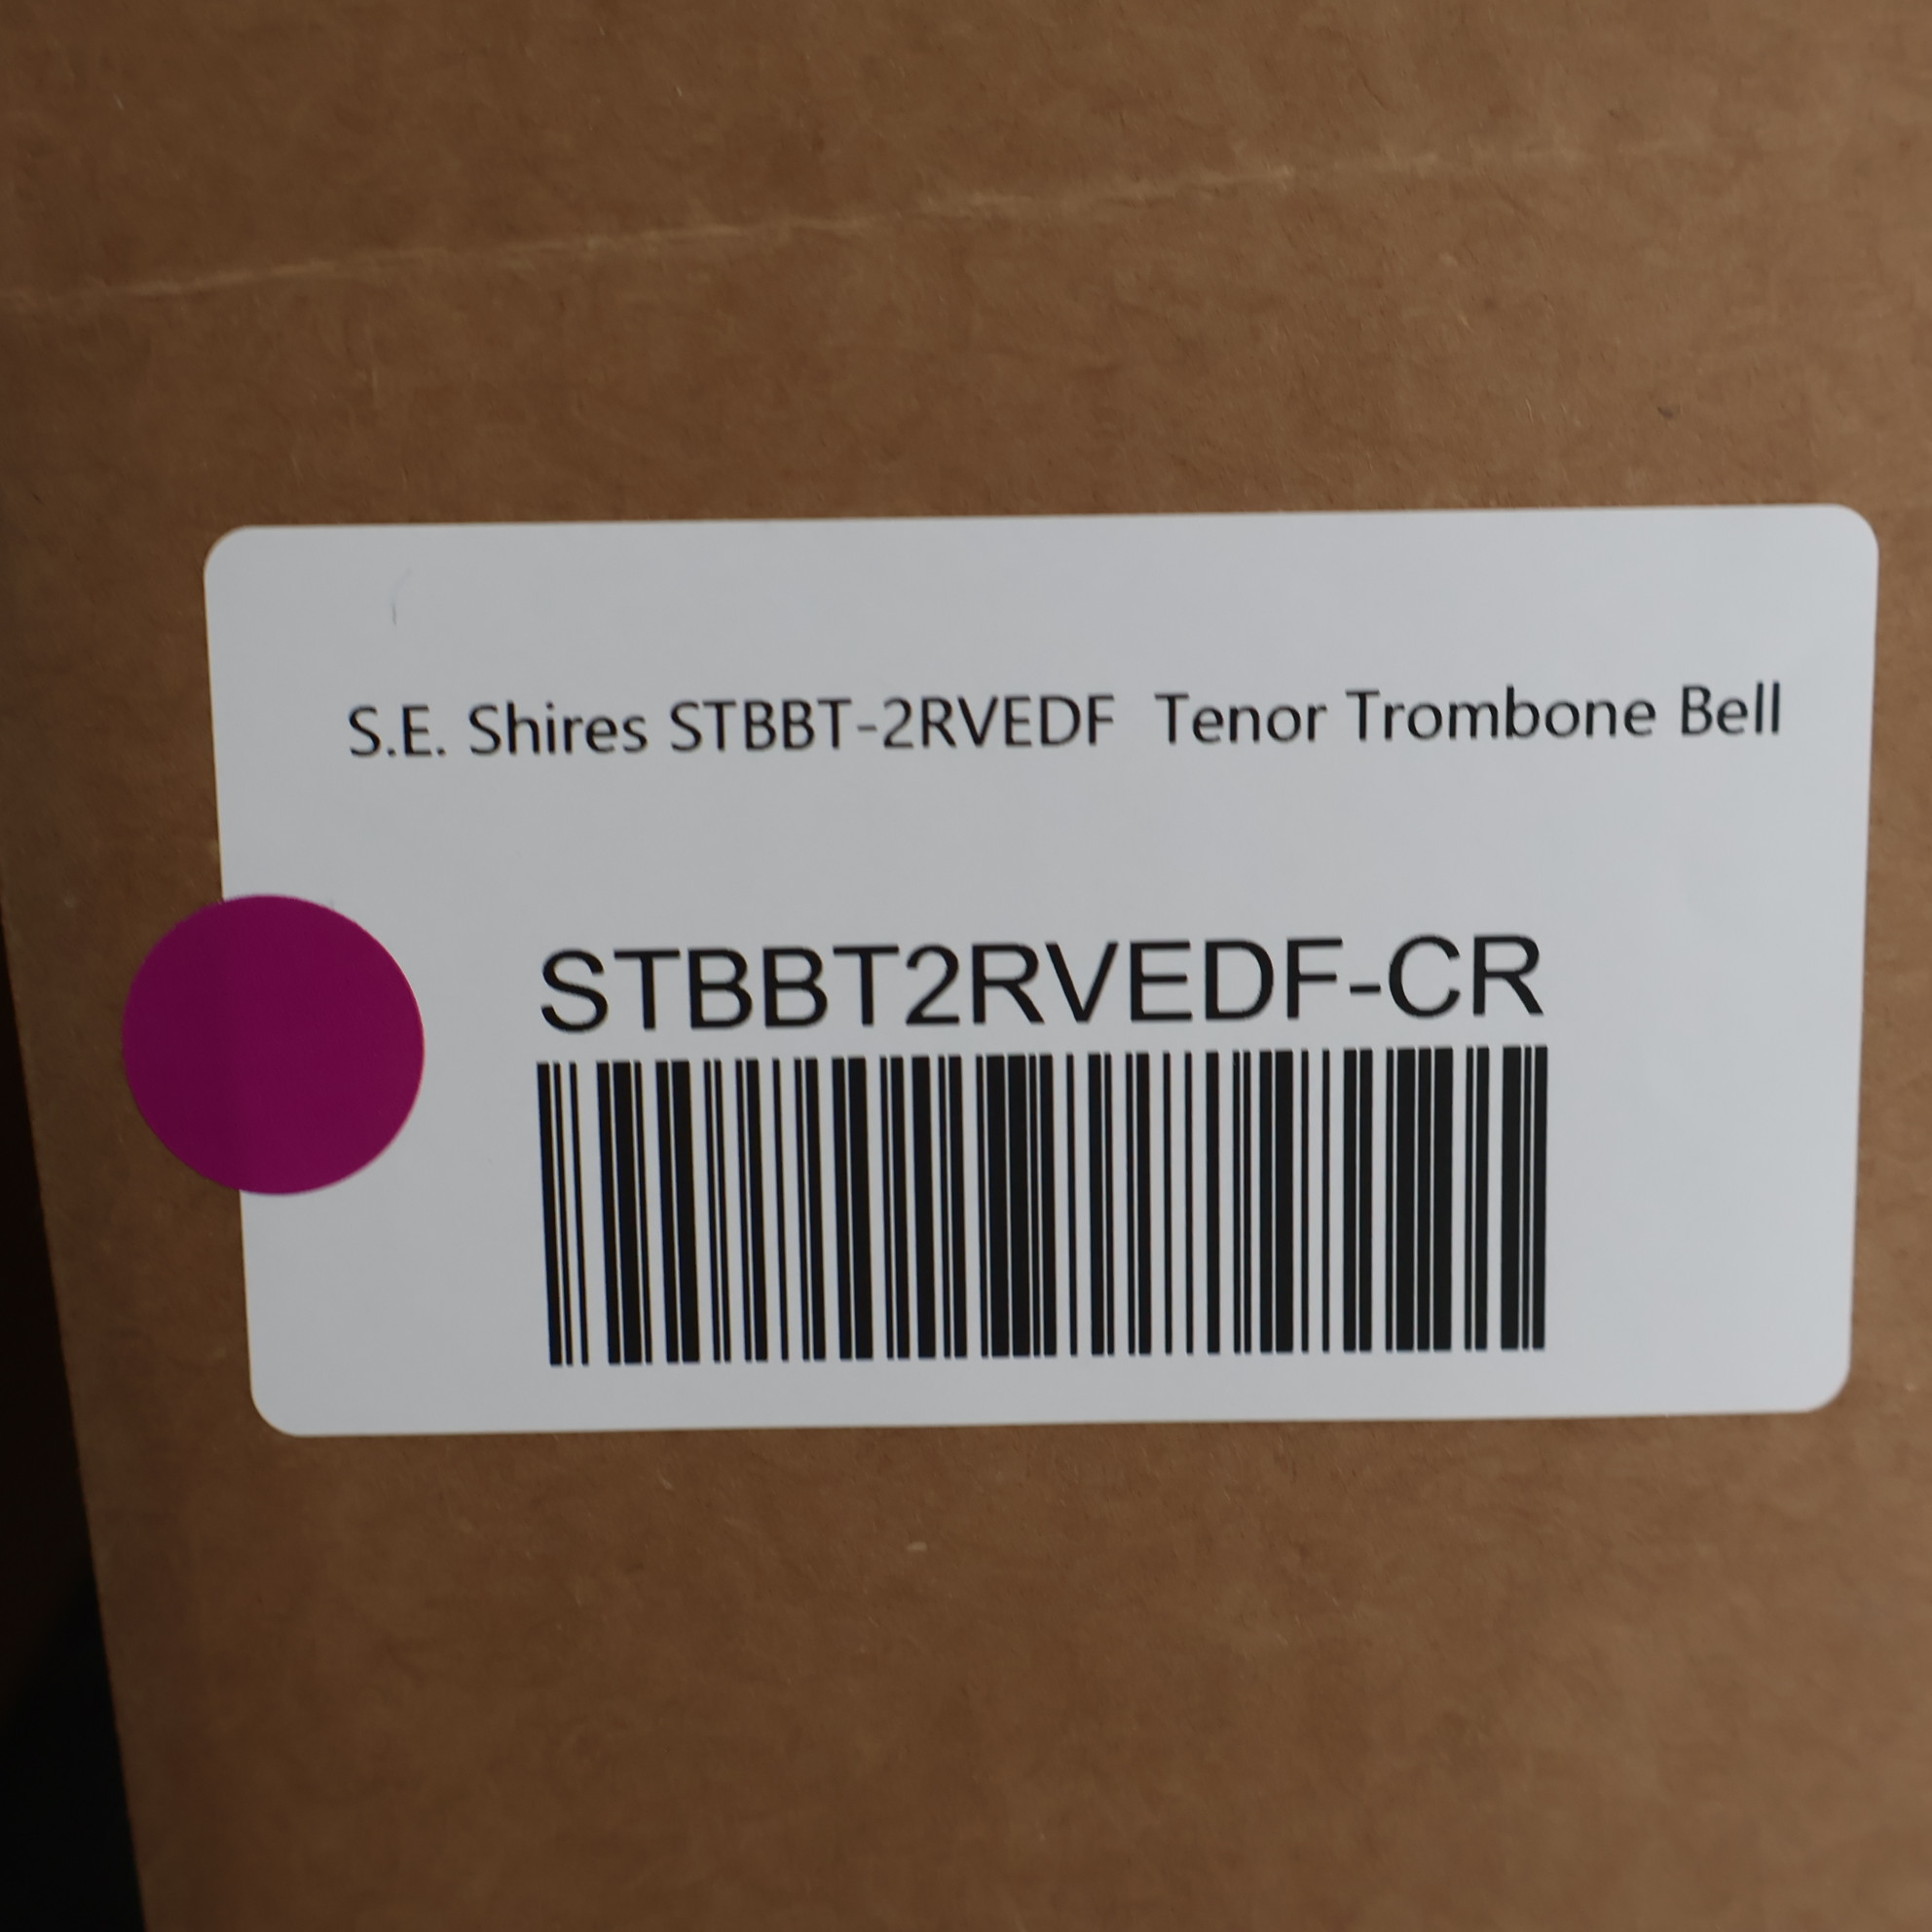 S.E. Shires STBBT-2RVEDF  Tenor Trombone Bell
STBBT2RVEDF-CR